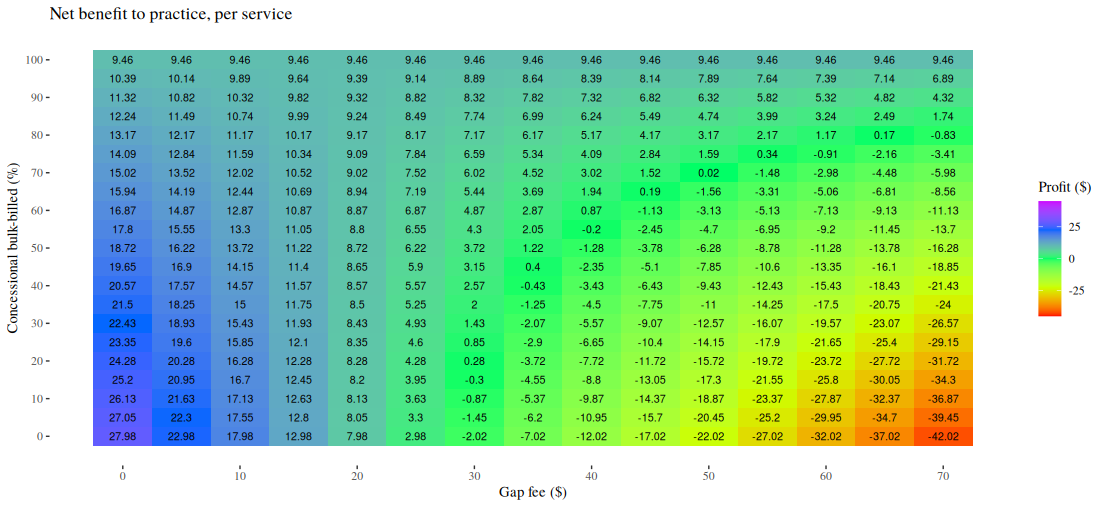 Net benefit to practice, per service
100 9.46 9.46 9.46 9.46 9.46 9.46 9.46 9.46 9.46 9.46 9.46 9.46 9.46 9.46 9.46
10.39 10.14 9.89 9.64 9.39 9.14 8.89 8.64 8.39 8.14 7.89 7.64 7.39 7.14 6.89
90 11.32 10.82 10.32 9.82 9.32 8.82 8.32 7.82 7.32 6.82 6.32 5.82 5.32 4.82 4.32
12.24 11.49 10.74 9.99 9.24 8.49 7.74 6.99 6.24 5.49 4.74 3.99 3.24 2.49 1.74
80 13.17 12.17 11.17 10.17 9.17 8.17 7.17 6.17 5.17 4.17 3.17 2.17 1.17 0.17 -0.83
14.09 12.84 11.59 10.34 9.09 7.84 6.59 5.34 4.09 2.84 1.59 0.34 -0.91 -2.16 -3.41
70 15.02 13.52 12.02 10.52 9.02 7.52 6.02 4.52 3.02 1.52 0.02 -1.48 -2.98 -4.48 -5.98
15.94 14.19 12.44 10.69 8.94 7.19 5.44 3.69 1.94 0.19 -1.56 -3.31 -5.06 -6.81 -8.56
60 16.87 14.87 12.87 10.87 8.87 6.87 4.87 2.87 0.87 -1.13 -3.13 -5.13 -7.13 -9.13 -11.13
17.8 15.55 13.3 11.05 8.8 6.55 4.3 2.05 -0.2 -2.45 -4.7 -6.95 -9.2 -11.45 -13.7
50 18.72 16.22 13.72 11.22 8.72 6.22 3.72 1.22 -1.28 -3.78 -6.28 -8.78 -11.28 -13.78 -16.28
19.65 16.9 14.15 11.4 8.65 5.9 3.15 0.4 -2.35 -5.1 -7.85 -10.6 -13.35 -16.1 -18.85
40 20.57 17.57 14.57 11.57 8.57 5.57 2.57 -0.43 -3.43 -6.43 -9.43 -12.43 -15.43 -18.43 -21.43
21.5 18.25 15 11.75 8.5 5.25 2 -1.25 -4.5 -7.75 -11 -14.25 -17.5 -20.75 -24
30 22.43 18.93 15.43 11.93 8.43 4.93 1.43 -2.07 -5.57 -9.07 -12.57 -16.07 -19.57 -23.07 -26.57
23.35 19.6 15.85 12.1 8.35 4.6 0.85 -2.9 -6.65 -10.4 -14.15 -17.9 -21.65 -25.4 -29.15
20 24.28 20.28 16.28 12.28 8.28 4.28 0.28 -3.72 -7.72 -11.72 -15.72 -19.72 -23.72 -27.72 -31.72
25.2 20.95 16.7 12.45 8.2 3.95 -0.3 -4.55 -8.8 -13.05 -17.3 -21.55 -25.8 -30.05 -34.3
10 26.13 21.63 17.13 12.63 8.13 3.63 -0.87 -5.37 -9.87 -14.37 -18.87 -23.37 -27.87 -32.37 -36.87
27.05 22.3 17.55 12.8 8.05 3.3 -1.45 -6.2 -10.95 -15.7 -20.45 -25.2 -29.95 -34.7 -39.45
0 27.98 22.98 17.98 12.98 7.98 2.98 -2.02 -7.02 -12.02 -17.02 -22.02 -27.02 -32.02 -37.02 -42.02
0 10 20 30 40 50 60 70
Gap fee ($)
Concessional bulk-billed (%)
Profit ($)
25
0
-25